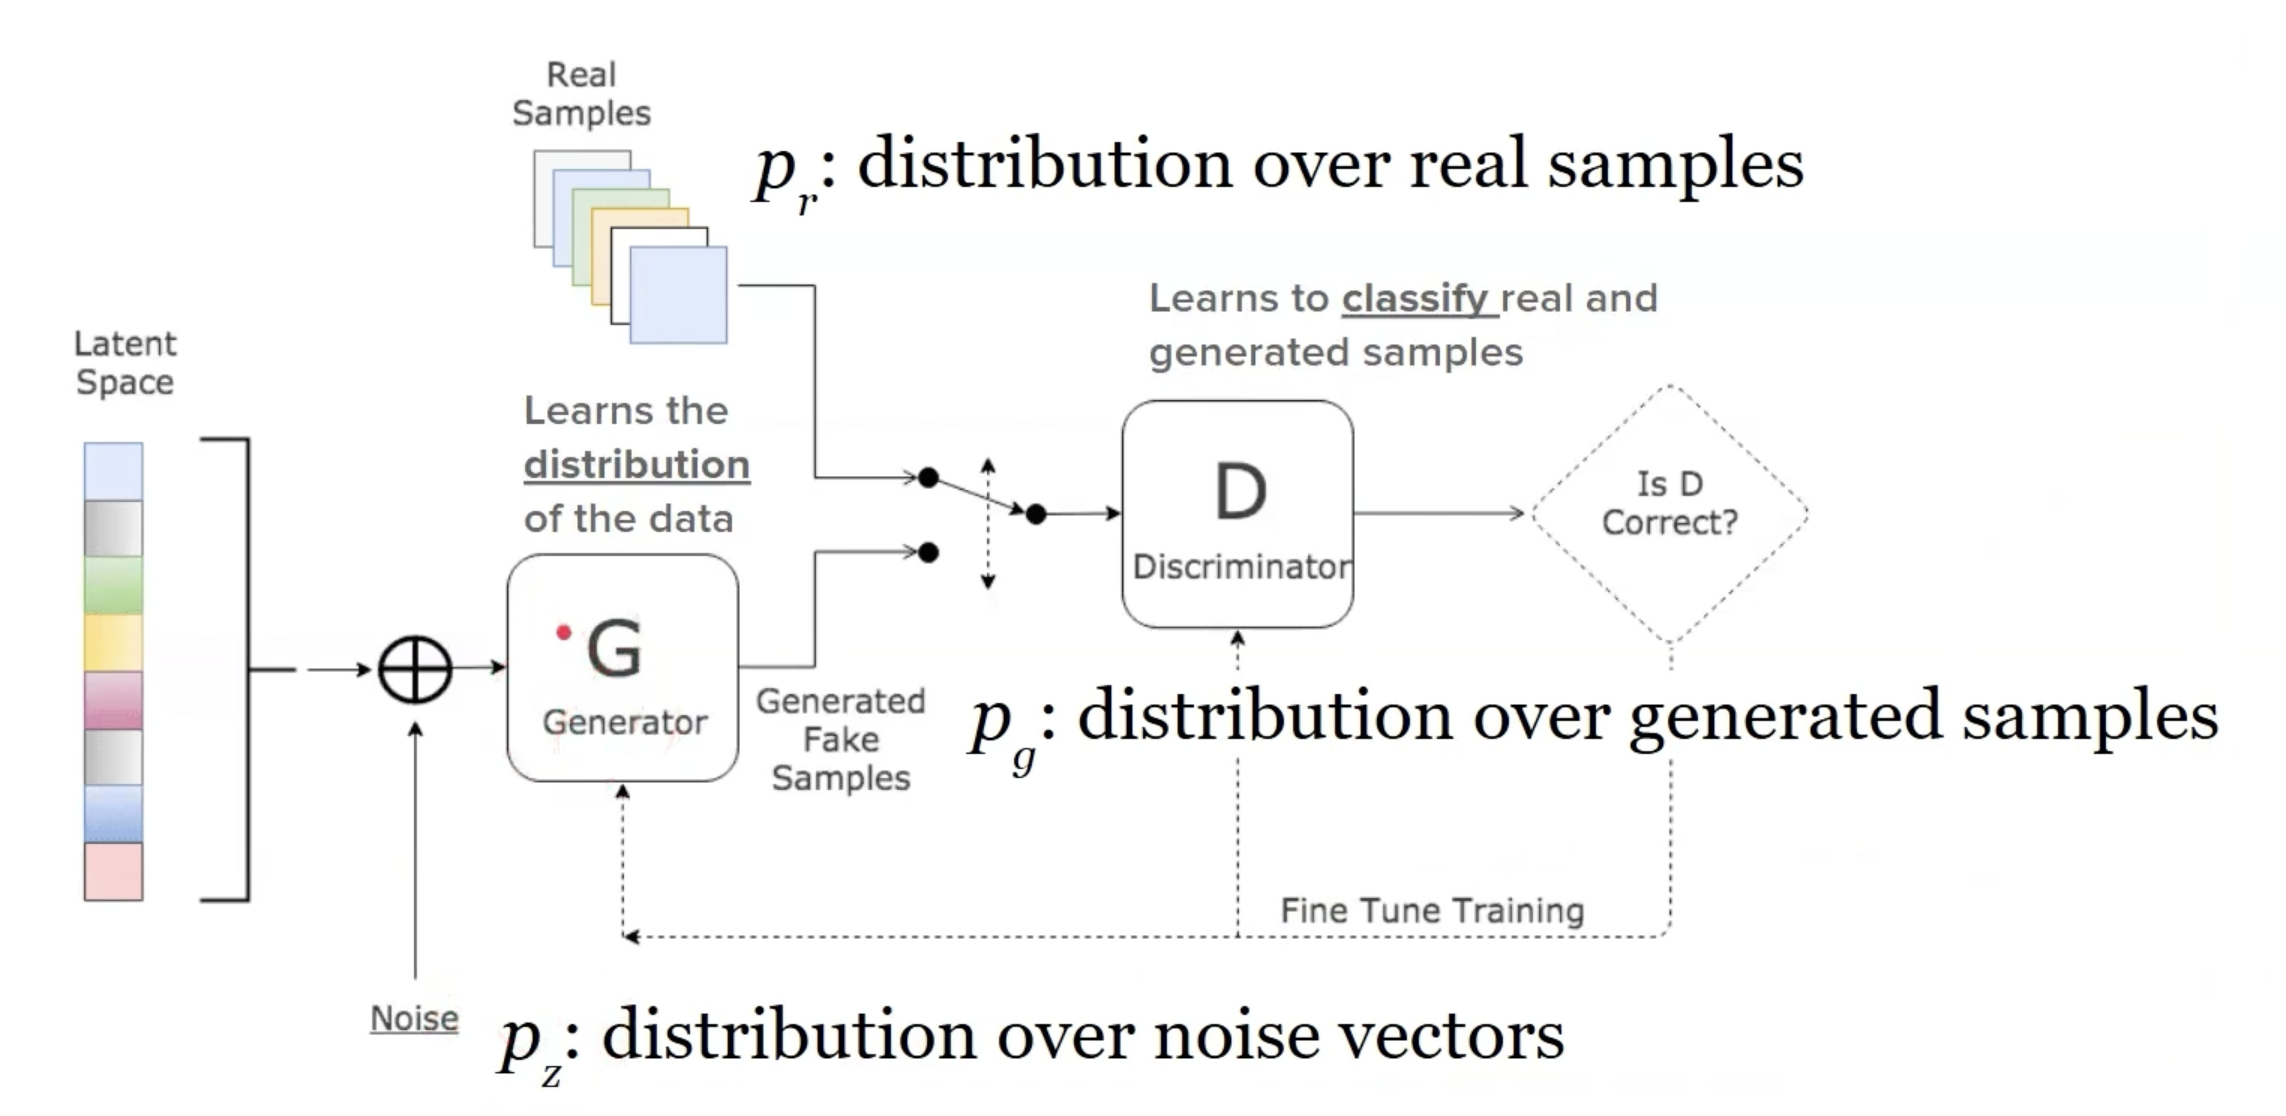 Real
Samples
p_r: distribution over real samples
Learns to classify real and
generated samples
Latent
Space
Learns the
distribution
of the data
D
Discriminator
Is D
Correct?
G
Generator
Generated
Fake
Samples
p_g: distribution over generated samples
Fine Tune Training
Noise
p_z: distribution over noise vectors